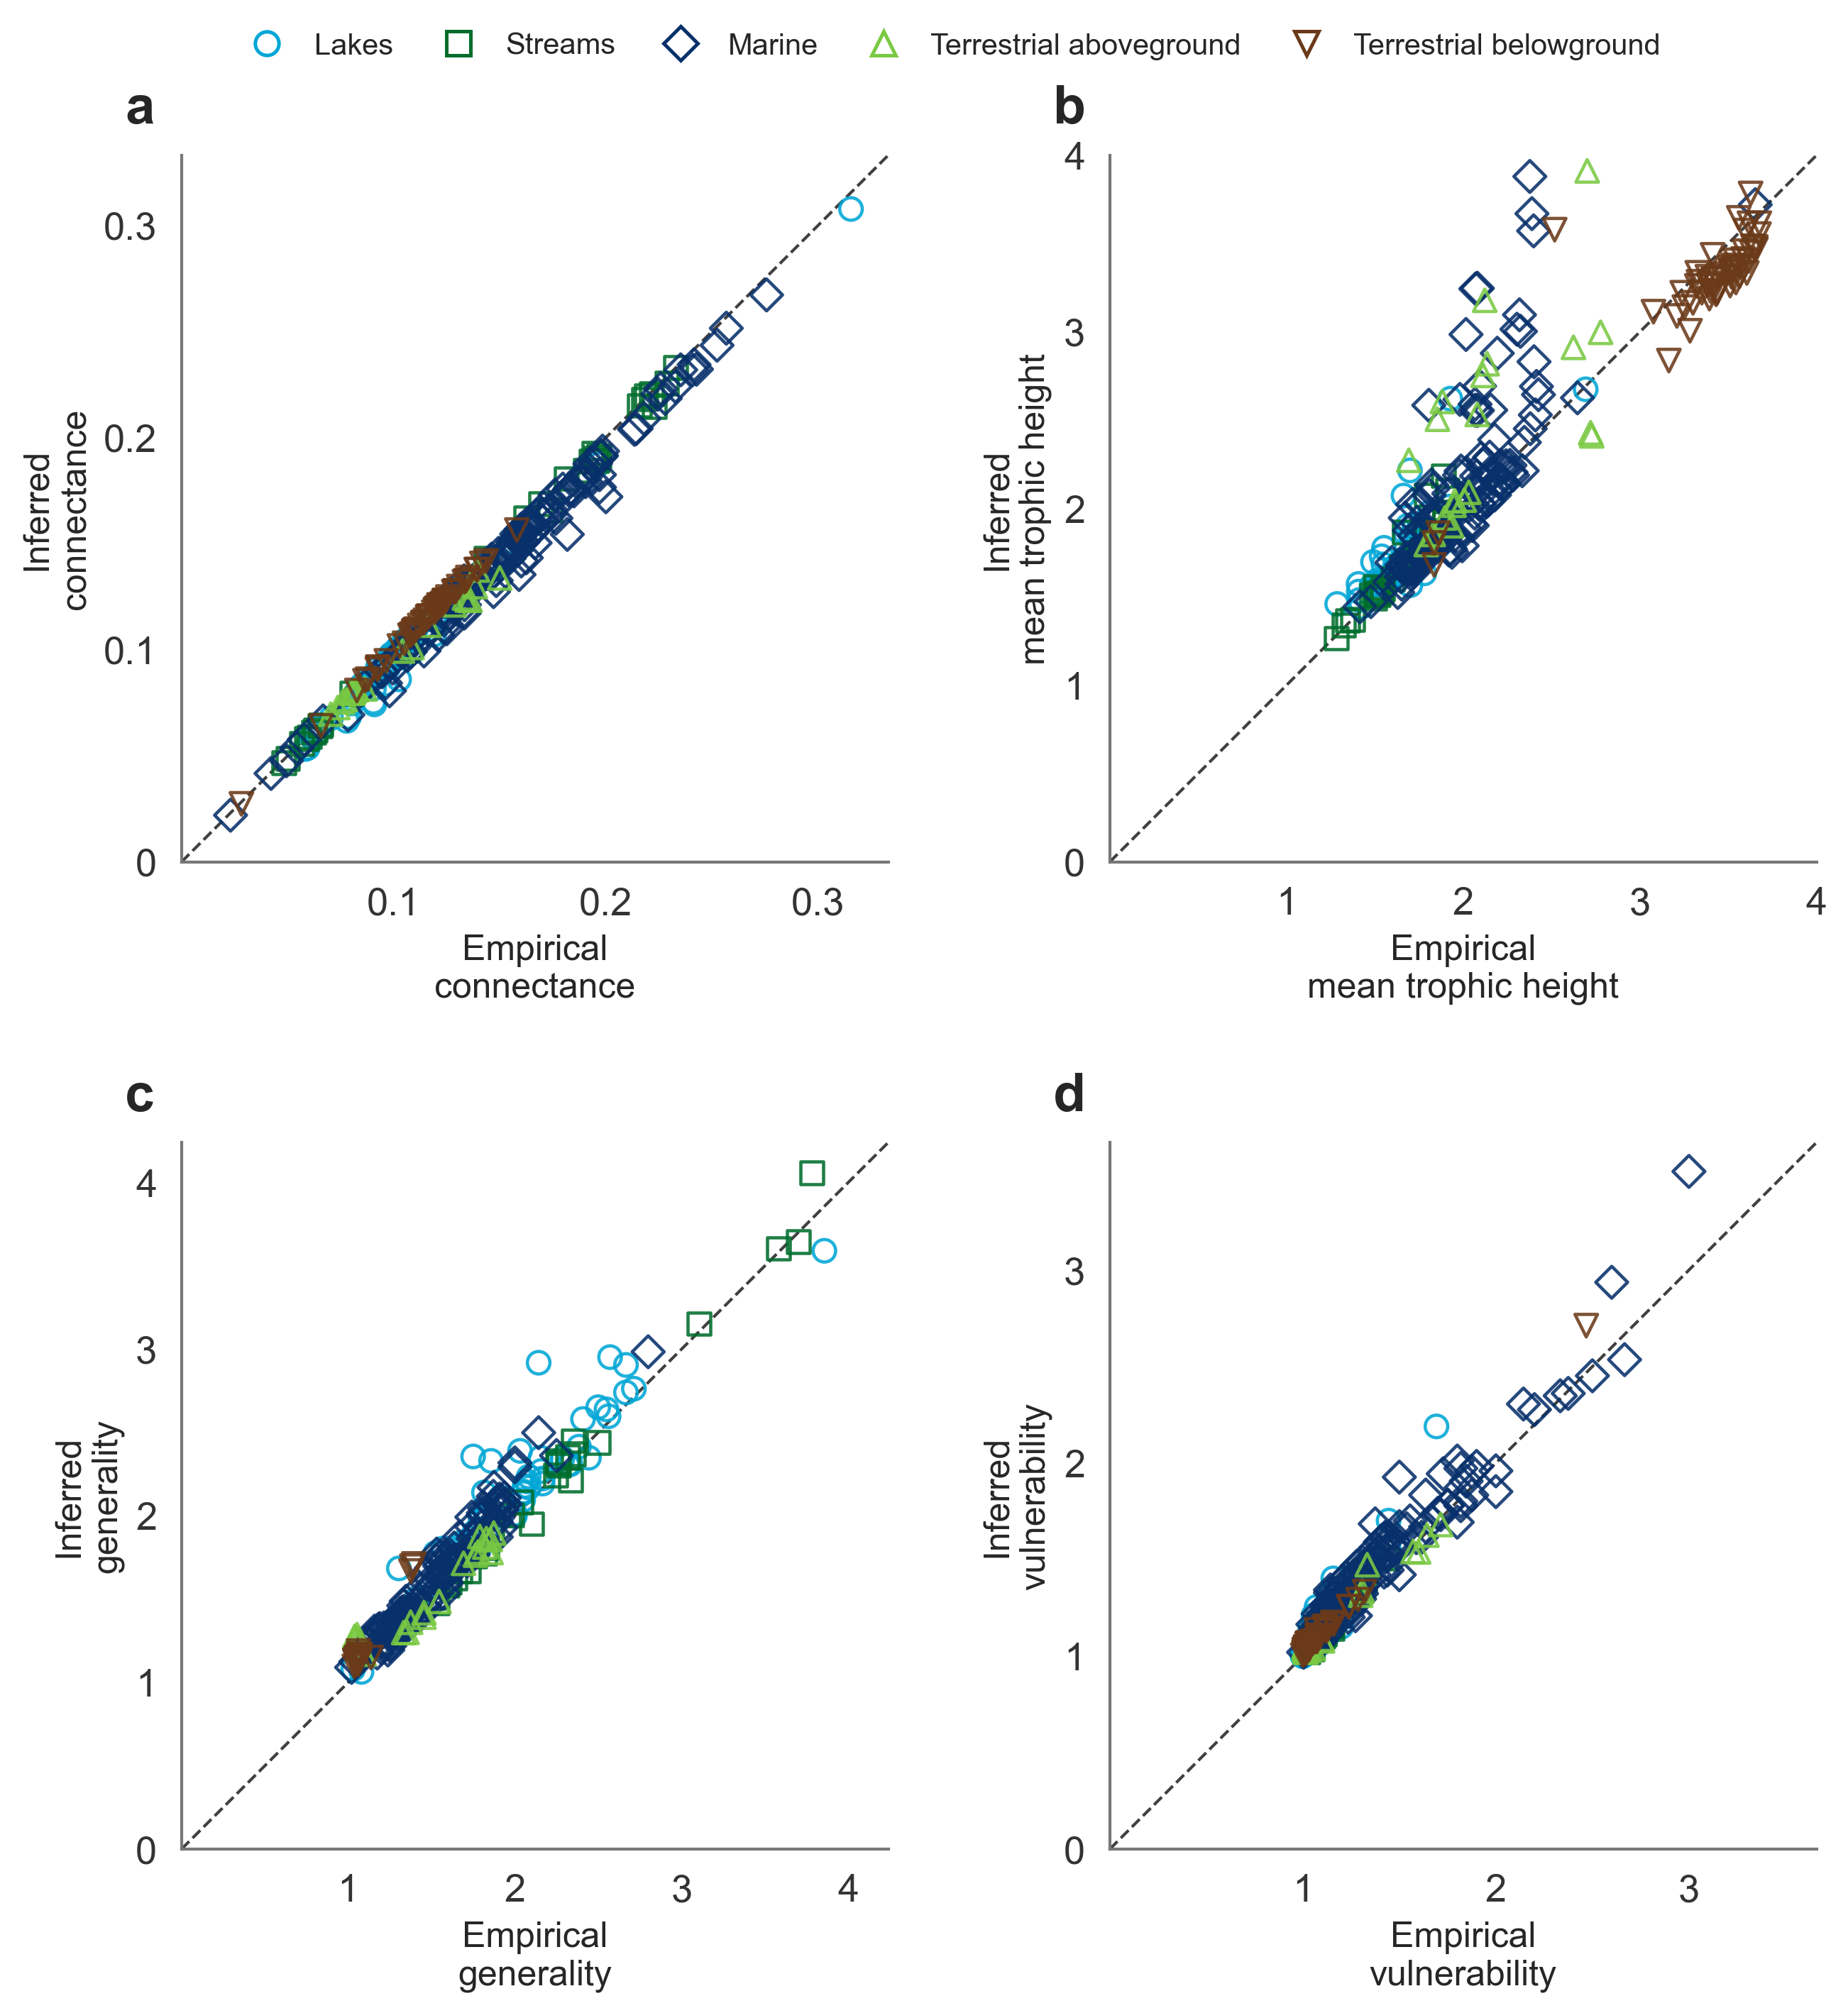 Lakes Streams Marine Terrestrial aboveground Terrestrial belowground
a
Inferred
connectance
0.3
0.2
0.1
0
0.1 0.2 0.3
Empirical
connectance
b
Inferred
mean trophic height
4
3
2
1
0
1 2 3 4
Empirical
mean trophic height
c
Inferred
generality
4
3
2
1
0
1 2 3 4
Empirical
generality
d
Inferred
vulnerability
3
2
1
0
1 2 3
Empirical
vulnerability